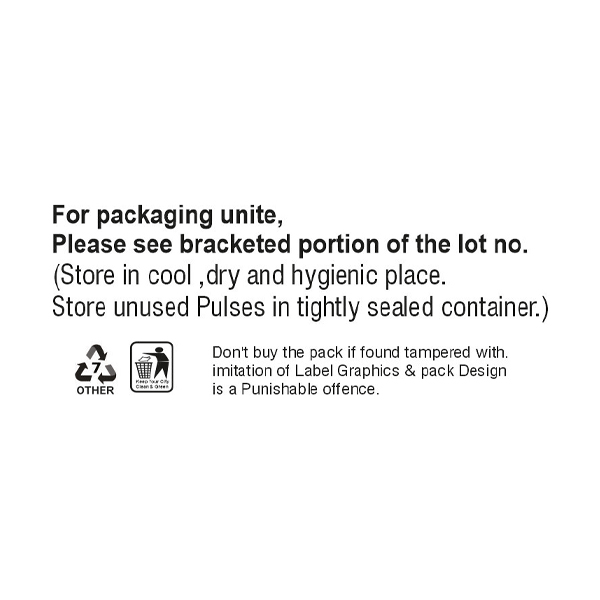 For packaging unite,
Please see bracketed portion of the lot no.
(Store in cool ,dry and hygienic place.
Store unused Pulses in tightly sealed container.)
7
OTHER
Keep Your City
Clean & Green
Don't buy the pack if found tampered with.
imitation of Label Graphics & pack Design
is a Punishable offence.